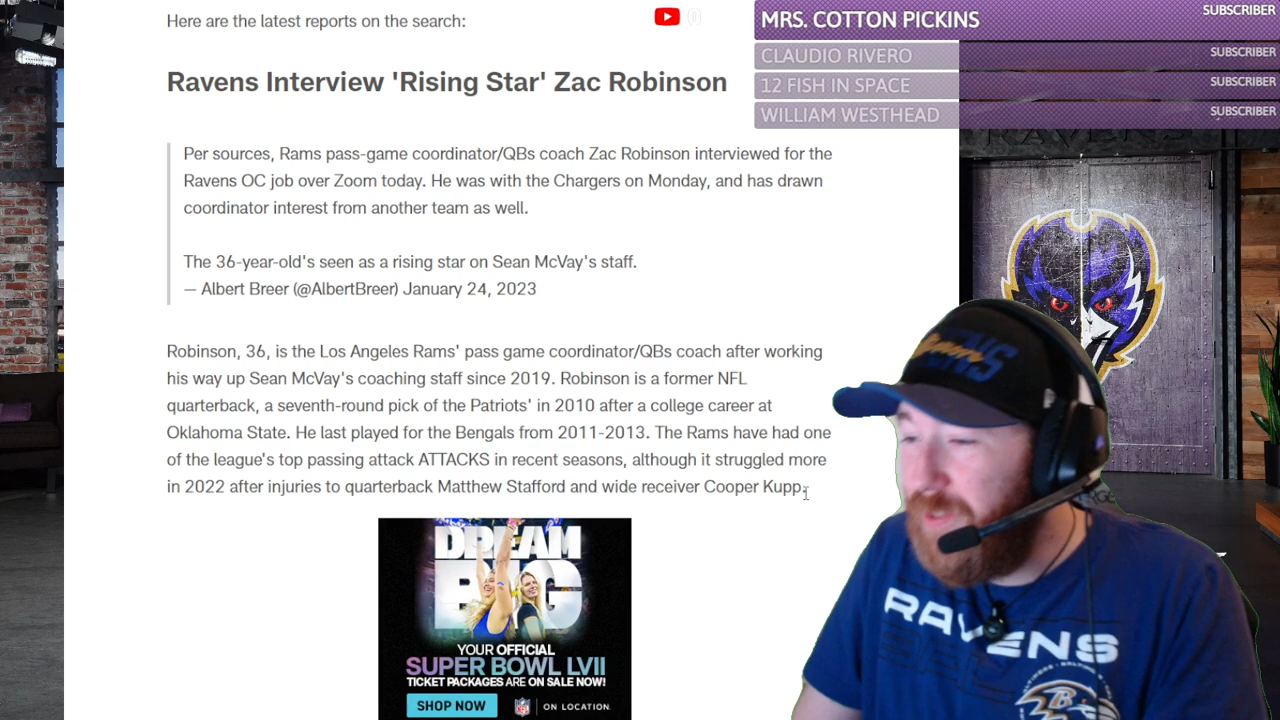 Here are the latest reports on the search:
0
MRS. COTTON PICKINS SUBSCRIBER
CLAUDIO RIVERO SUBSCRIBER
12 FISH IN SPACE SUBSCRIBER
WILLIAM WESTHEAD SUBSCRIBER
Ravens Interview 'Rising Star' Zac Robinson
Per sources, Rams pass-game coordinator/QBs coach Zac Robinson interviewed for the
Ravens OC job over Zoom today. He was with the Chargers on Monday, and has drawn
coordinator interest from another team as well.
The 36-year-old's seen as a rising star on Sean McVay's staff.
— Albert Breer (@AlbertBreer) January 24, 2023
Robinson, 36, is the Los Angeles Rams' pass game coordinator/QBs coach after working
his way up Sean McVay's coaching staff since 2019. Robinson is a former NFL
quarterback, a seventh-round pick of the Patriots' in 2010 after a college career at
Oklahoma State. He last played for the Bengals from 2011-2013. The Rams have had one
of the league's top passing attack ATTACKS in recent seasons, although it struggled more
in 2022 after injuries to quarterback Matthew Stafford and wide receiver Cooper Kupp.
DREAM
BIG
YOUR OFFICIAL
SUPER BOWL LVII
TICKET PACKAGES ARE ON SALE NOW!
SHOP NOW NFL ON LOCATION
RAVENS